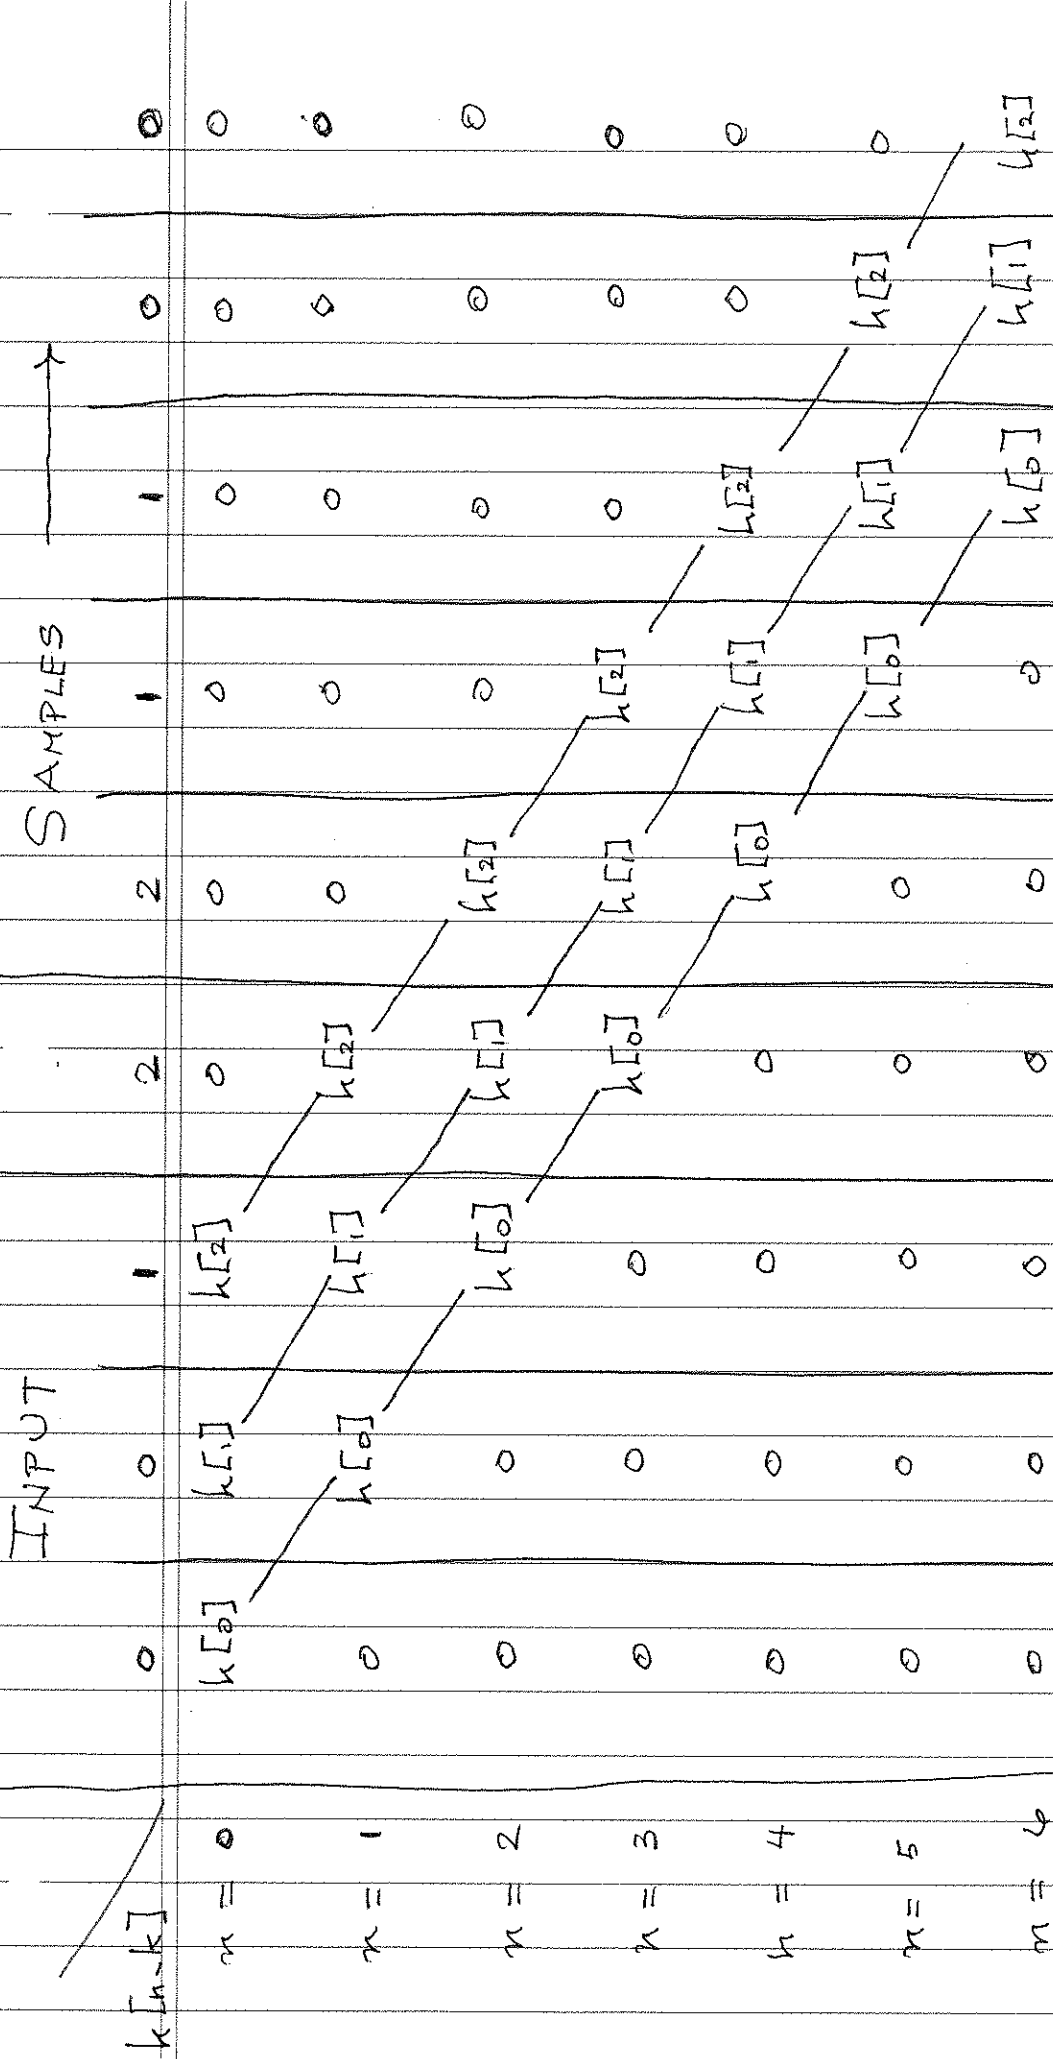 INPUT SAMPLES →
h[n-k] 0 0 1 2 2 1 1 0 0
n = 0 h[0] h[1] h[2] 0 0 0 0 0 0
n = 1 0 h[0] h[1] h[2] 0 0 0 0 0
n = 2 0 0 h[0] h[1] h[2] 0 0 0 0
n = 3 0 0 0 h[0] h[1] h[2] 0 0 0
n = 4 0 0 0 0 h[0] h[1] h[2] 0 0
n = 5 0 0 0 0 0 h[0] h[1] h[2] 0
n = 6 0 0 0 0 0 0 h[0] h[1] h[2]